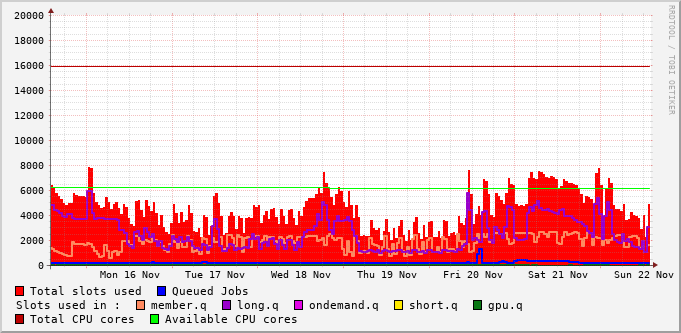 RRDTOOL / TOBI OETIKER
20000
18000
16000
14000
12000
10000
8000
6000
4000
2000
0
Mon 16 Nov Tue 17 Nov Wed 18 Nov Thu 19 Nov Fri 20 Nov Sat 21 Nov Sun 22 Nov
Total slots used Queued Jobs
Slots used in : member.q long.q ondemand.q short.q gpu.q
Total CPU cores Available CPU cores